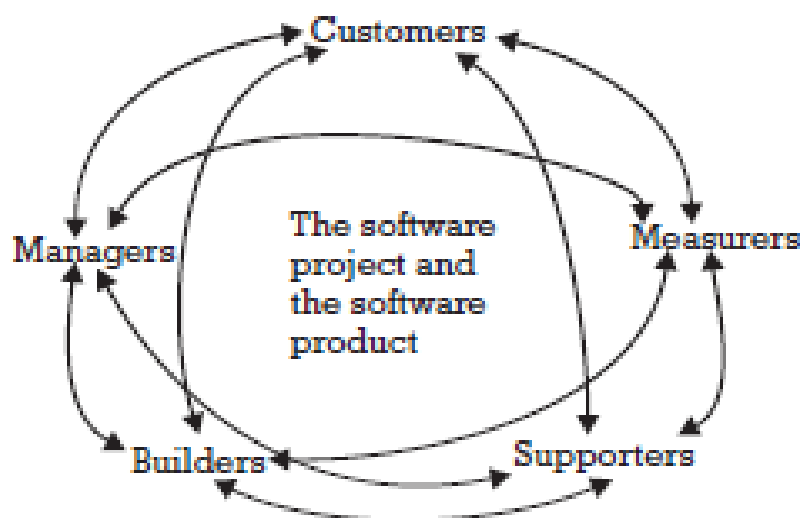 Customers
Managers
Measurers
The software
project and
the software
product
Builders
Supporters